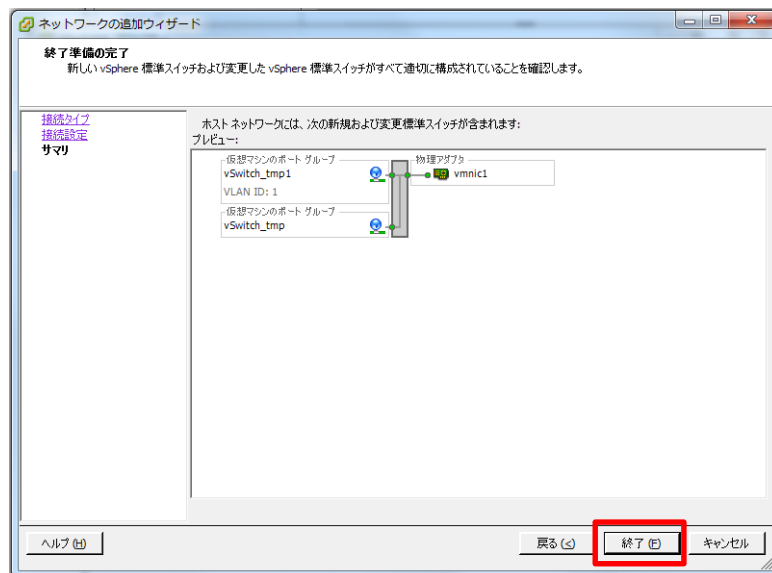 ネットワークの追加ウィザード
終了準備の完了
新しい vSphere 標準スイッチおよび変更した vSphere 標準スイッチがすべて適切に構成されていることを確認します。
接続タイプ
接続設定
サマリ
ホスト ネットワークには、次の新規および変更標準スイッチが含まれます:
プレビュー:
仮想マシンのポート グループ
vSwitch_tmp1
VLAN ID: 1
物理アダプタ
vmnic1
仮想マシンのポート グループ
vSwitch_tmp
ヘルプ(H)
戻る(<)
終了(F)
キャンセル